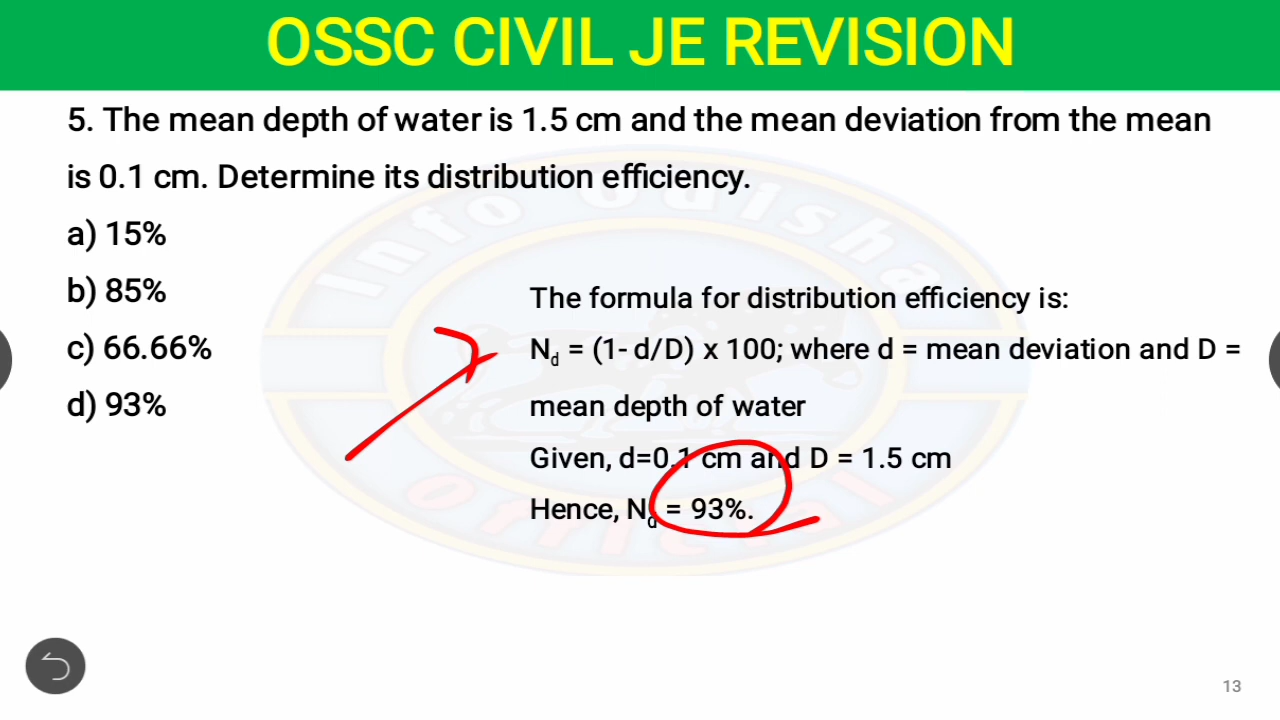 OSSC CIVIL JE REVISION
5. The mean depth of water is 1.5 cm and the mean deviation from the mean
is 0.1 cm. Determine its distribution efficiency.
a) 15%
b) 85%
c) 66.66%
d) 93%
The formula for distribution efficiency is:
Nd = (1- d/D) x 100; where d = mean deviation and D =
mean depth of water
Given, d=0.1 cm and D = 1.5 cm
Hence, Nd = 93%.
Info Odisha
Official
13